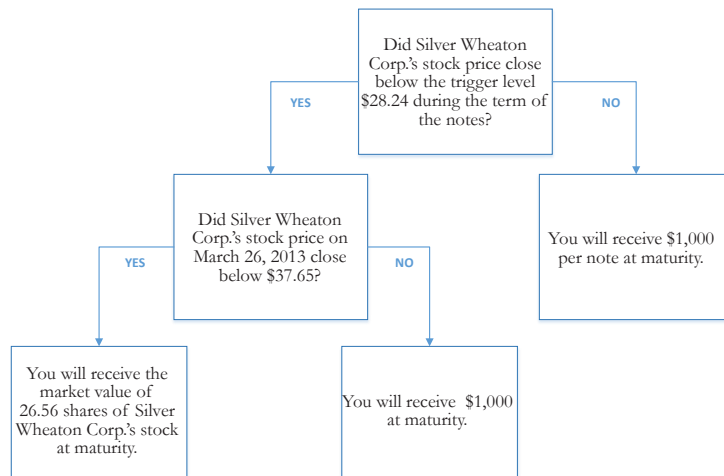 Did Silver Wheaton
Corp.'s stock price close
below the trigger level
$28.24 during the term of
the notes?
YES
NO
Did Silver Wheaton
Corp.'s stock price on
March 26, 2013 close
below $37.65?
You will receive $1,000
per note at maturity.
YES
NO
You will receive the
market value of
26.56 shares of Silver
Wheaton Corp.'s stock
at maturity.
You will receive $1,000
at maturity.